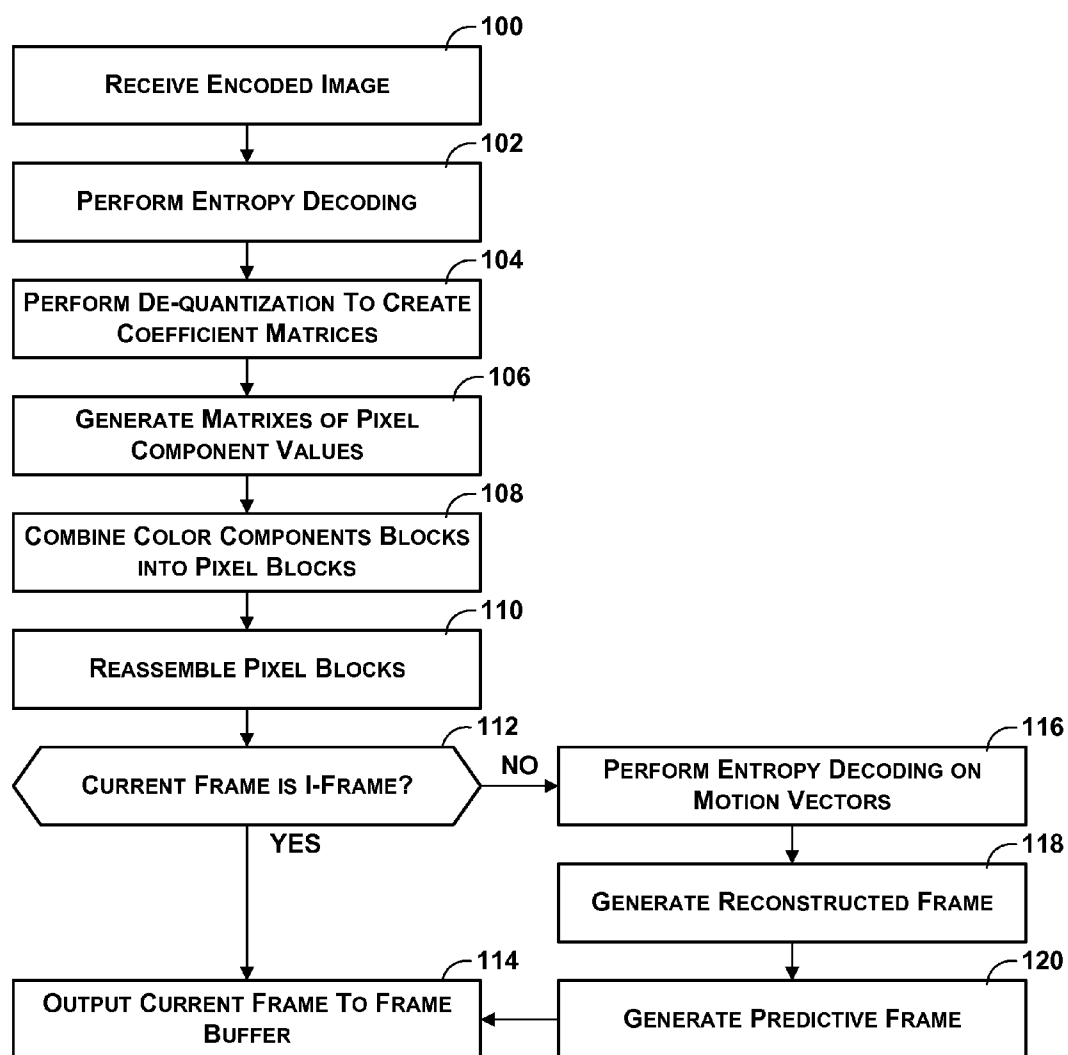 100
RECEIVE ENCODED IMAGE
102
PERFORM ENTROPY DECODING
104
PERFORM DE-QUANTIZATION TO CREATE
COEFFICIENT MATRICES
106
GENERATE MATRIXES OF PIXEL
COMPONENT VALUES
108
COMBINE COLOR COMPONENTS BLOCKS
INTO PIXEL BLOCKS
110
REASSEMBLE PIXEL BLOCKS
112
CURRENT FRAME IS I-FRAME?
NO
YES
116
PERFORM ENTROPY DECODING ON
MOTION VECTORS
118
GENERATE RECONSTRUCTED FRAME
120
GENERATE PREDICTIVE FRAME
114
OUTPUT CURRENT FRAME TO FRAME
BUFFER